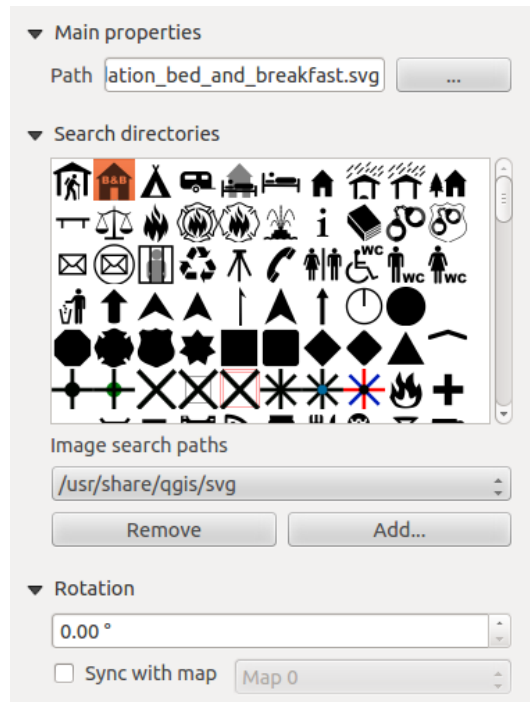 Main properties
Path lation_bed_and_breakfast.svg ...
Search directories
B&B
i WC
WC WC
Image search paths
/usr/share/qgis/svg
Remove Add...
Rotation
0.00 °
Sync with map Map 0